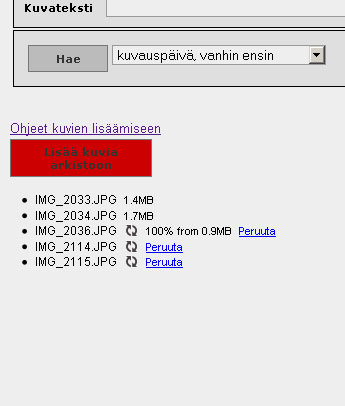 Kuvateksti
Hae
kuvauspäivä, vanhin ensin
Ohjeet kuvien lisäämiseen
Lisää kuvia
arkistoon
IMG_2033.JPG 1.4MB
IMG_2034.JPG 1.7MB
IMG_2036.JPG 100% from 0.9MB Peruuta
IMG_2114.JPG Peruuta
IMG_2115.JPG Peruuta